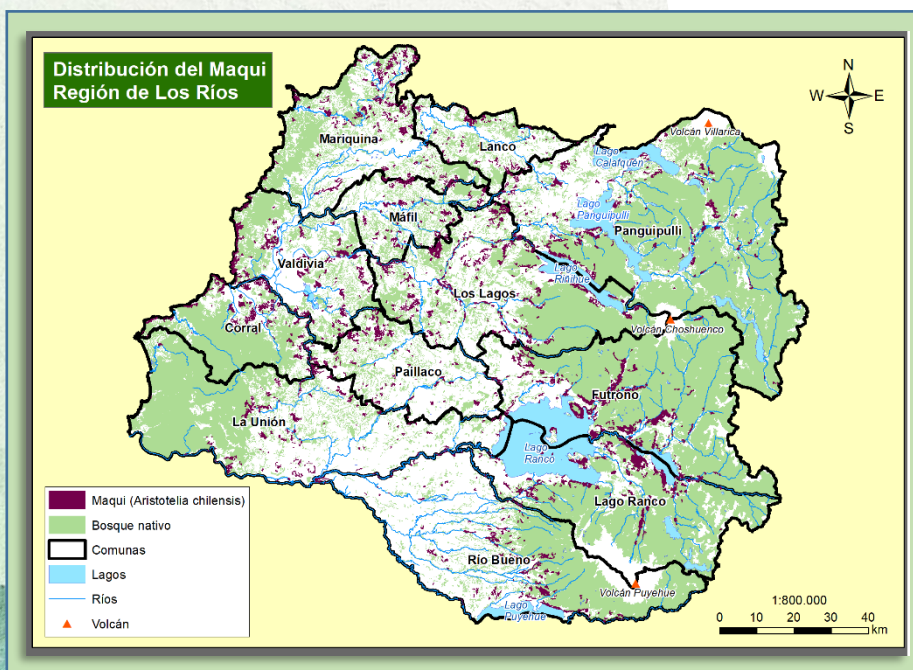 Distribución del Maqui
Región de Los Ríos
N
W
E
S
Volcán Villarica
Mariquina
Lanco
Lago
Calafquen
Lago
Panguipulli
Panguipulli
Máfil
Valdivia
Lago
Riñihue
Los Lagos
Corral
Volcán Choshuenco
Paillaco
Futrono
La Unión
Lago
Ranco
Lago Ranco
Río Bueno
Volcán Puyehue
Lago
Puyehue
Maqui (Aristotelia chilensis)
Bosque nativo
Comunas
Lagos
Ríos
Volcán
1:800.000
0 10 20 30 40
km